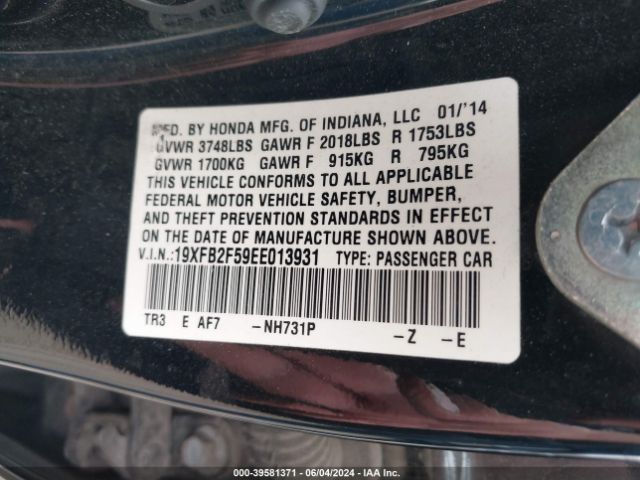 MFD. BY HONDA MFG. OF INDIANA, LLC 01/'14
GVWR 3748LBS GAWR F 2018LBS R 1753LBS
GVWR 1700KG GAWR F 915KG R 795KG
THIS VEHICLE CONFORMS TO ALL APPLICABLE
FEDERAL MOTOR VEHICLE SAFETY, BUMPER,
AND THEFT PREVENTION STANDARDS IN EFFECT
ON THE DATE OF MANUFACTURE SHOWN ABOVE.
V.I.N.:19XFB2F59EE013931 TYPE: PASSENGER CAR
TR3 E AF7 -NH731P -Z -E
000-39581371 | 06/04/2024 | IAA Inc.